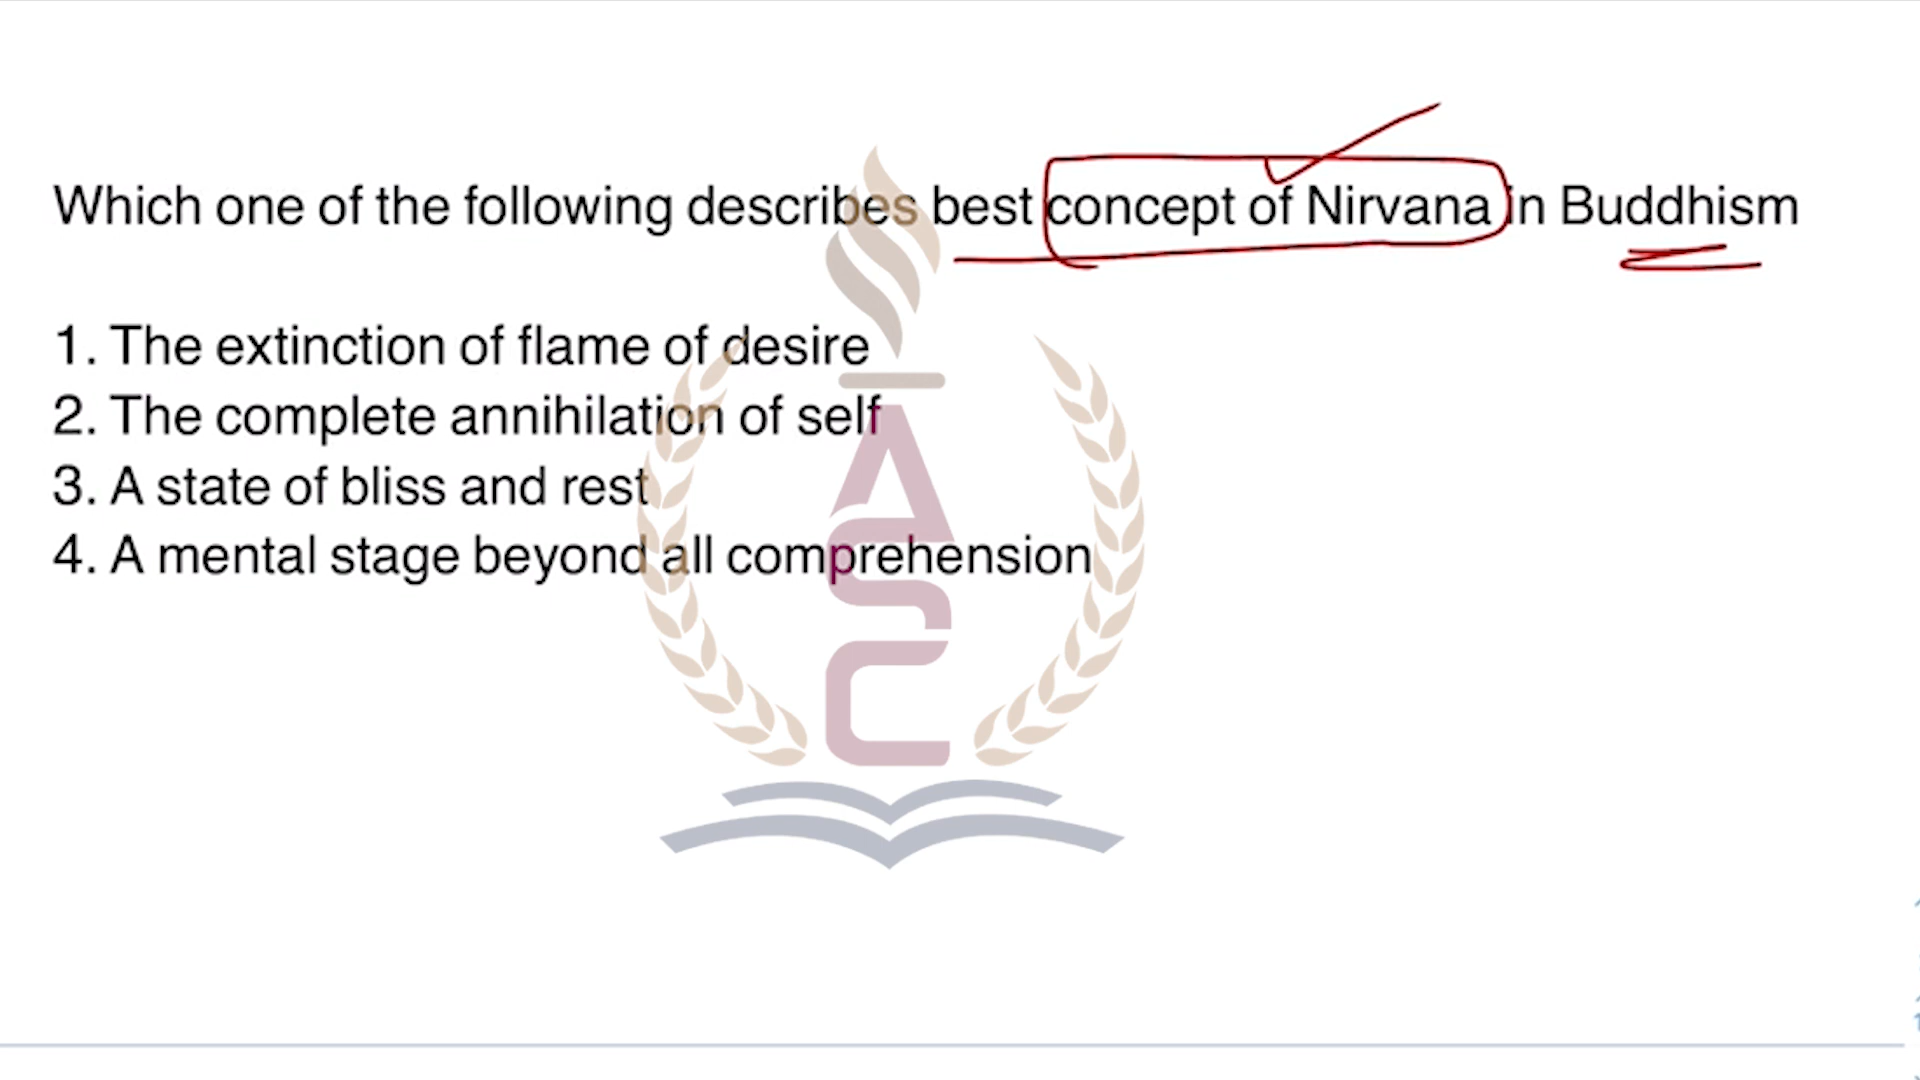 Which one of the following describes best concept of Nirvana in Buddhism
1. The extinction of flame of desire
2. The complete annihilation of self
3. A state of bliss and rest
4. A mental stage beyond all comprehension
ASC